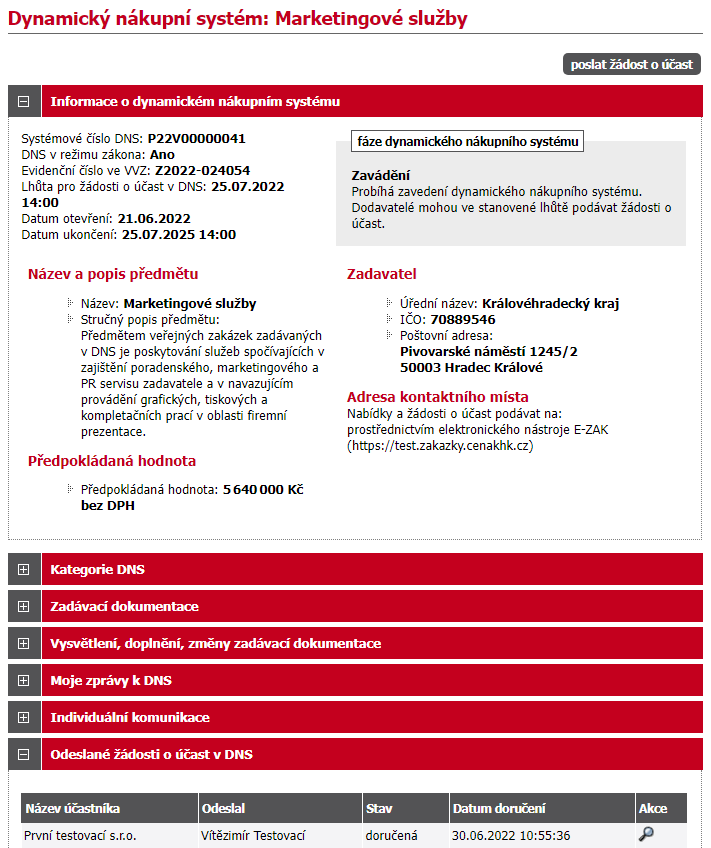 Dynamický nákupní systém: Marketingové služby
poslat žádost o účast
Informace o dynamickém nákupním systému
Systémové číslo DNS: P22V00000041
DNS v režimu zákona: Ano
Evidenční číslo ve VVZ: Z2022-024054
Lhůta pro žádosti o účast v DNS: 25.07.2022
14:00
Datum otevření: 21.06.2022
Datum ukončení: 25.07.2025 14:00
fáze dynamického nákupního systému
Zavádění
Probíhá zavedení dynamického nákupního systému.
Dodavatelé mohou ve stanovené lhůtě podávat žádosti o
účast.
Název a popis předmětu
Název: Marketingové služby
Stručný popis předmětu:
Předmětem veřejných zakázek zadávaných
v DNS je poskytování služeb spočívajících v
zajištění poradenského, marketingového a
PR servisu zadavatele a v navazujícím
provádění grafických, tiskových a
kompletačních prací v oblasti firemní
prezentace.
Předpokládaná hodnota
Předpokládaná hodnota: 5 640 000 Kč
bez DPH
Zadavatel
Úřední název: Královéhradecký kraj
IČO: 70889546
Poštovní adresa:
Pivovarské náměstí 1245/2
50003 Hradec Králové
Adresa kontaktního místa
Nabídky a žádosti o účast podávat na:
prostřednictvím elektronického nástroje E-ZAK
(https://test.zakazky.cenakhk.cz)
Kategorie DNS
Zadávací dokumentace
Vysvětlení, doplnění, změny zadávací dokumentace
Moje zprávy k DNS
Individuální komunikace
Odeslané žádosti o účast v DNS
Název účastníka Odeslal Stav Datum doručení Akce
První testovací s.r.o. Vítězimír Testovací doručená 30.06.2022 10:55:36